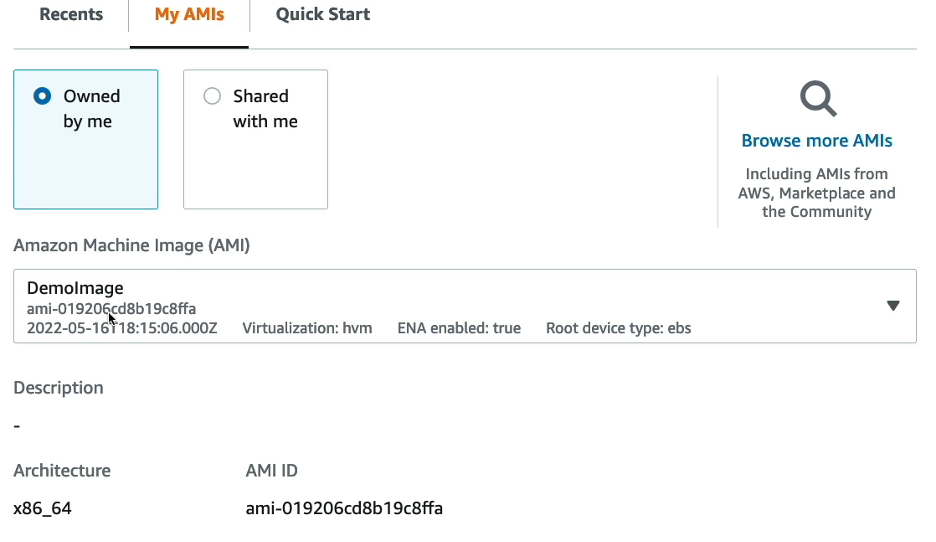 Recents
My AMIs
Quick Start
Owned
by me
Shared
with me
Browse more AMIs
Including AMIs from
AWS, Marketplace and
the Community
Amazon Machine Image (AMI)
DemoImage
ami-019206cd8b19c8ffa
2022-05-16T18:15:06.000Z Virtualization: hvm ENA enabled: true Root device type: ebs
Description
-
Architecture AMI ID
x86_64 ami-019206cd8b19c8ffa